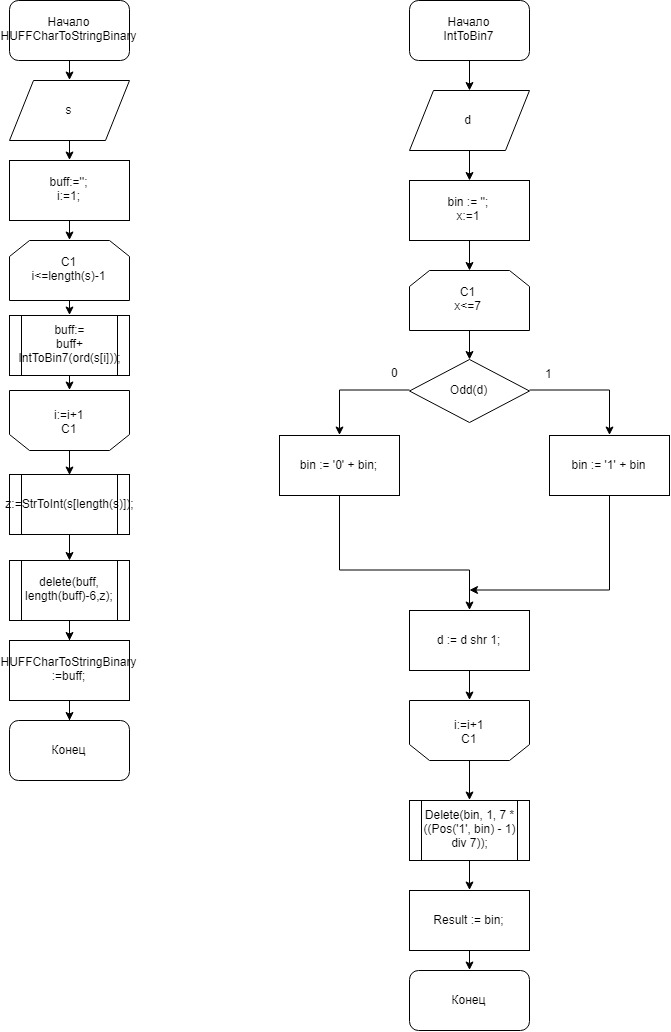 Начало
HUFFCharToStringBinary
s
buff:='';
i:=1;
C1
i<=length(s)-1
buff:=
buff+
IntToBin7(ord(s[i]));
i:=i+1
C1
z:=StrToInt(s[length(s)]);
delete(buff,
length(buff)-6,z);
HUFFCharToStringBinary
:=buff;
Конец
Начало
IntToBin7
d
bin := '';
x:=1
C1
x<=7
Odd(d)
0
1
bin := '0' + bin;
bin := '1' + bin
d := d shr 1;
i:=i+1
C1
Delete(bin, 1, 7 *
((Pos('1', bin) - 1)
div 7));
Result := bin;
Конец